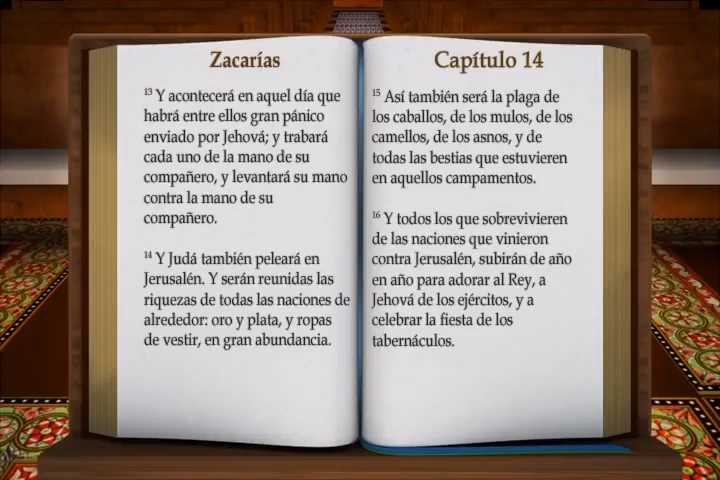 Zacarías
13 Y acontecerá en aquel día que
habrá entre ellos gran pánico
enviado por Jehová; y trabará
cada uno de la mano de su
compañero, y levantará su mano
contra la mano de su
compañero.
14 Y Judá también peleará en
Jerusalén. Y serán reunidas las
riquezas de todas las naciones de
alrededor: oro y plata, y ropas
de vestir, en gran abundancia.
Capítulo 14
15 Así también será la plaga de
los caballos, de los mulos, de los
camellos, de los asnos, y de
todas las bestias que estuvieren
en aquellos campamentos.
16 Y todos los que sobrevivieren
de las naciones que vinieron
contra Jerusalén, subirán de año
en año para adorar al Rey, a
Jehová de los ejércitos, y a
celebrar la fiesta de los
tabernáculos.